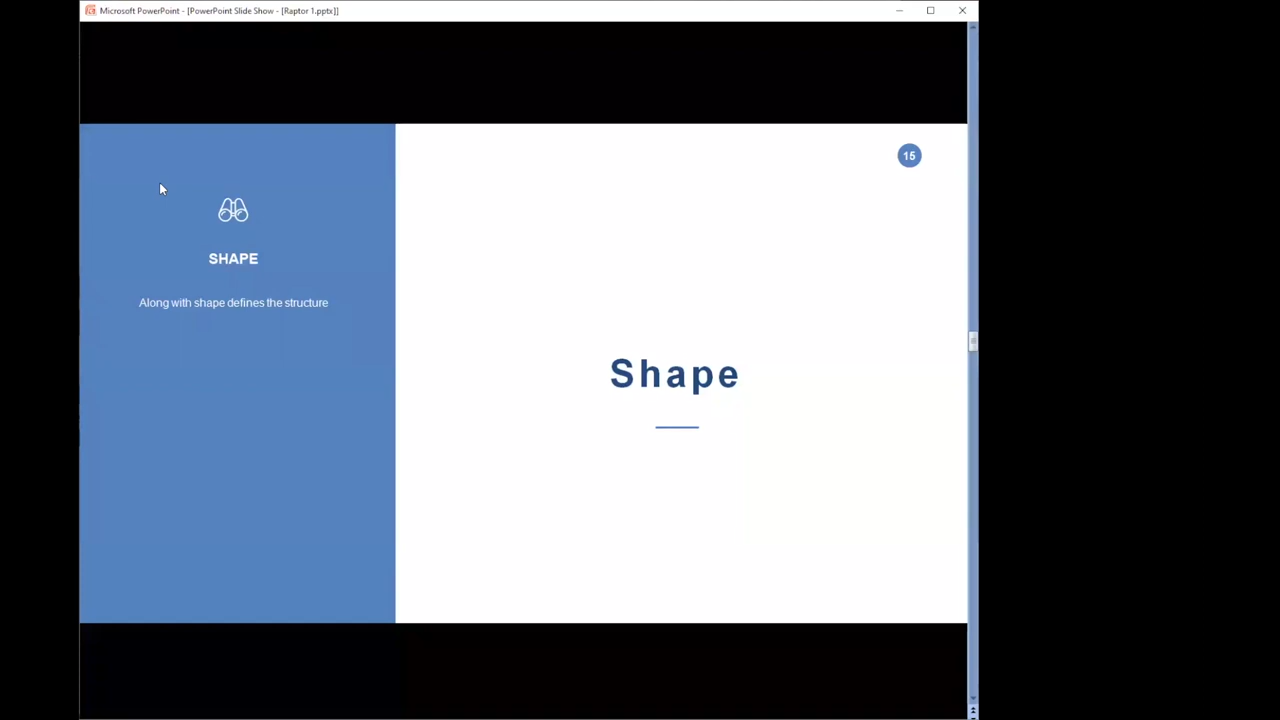 Microsoft PowerPoint - [PowerPoint Slide Show - [Raptor 1.pptx]]
15
SHAPE
Along with shape defines the structure
Shape